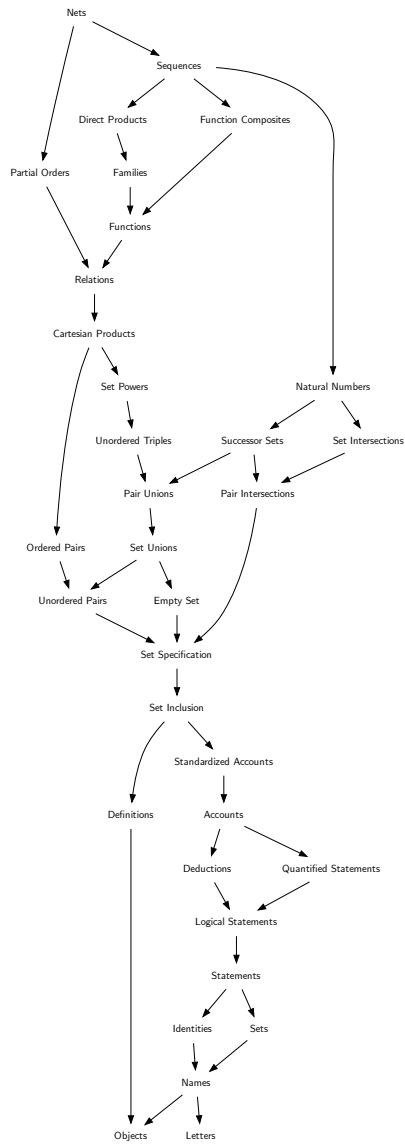 Nets
Sequences
Direct Products
Function Composites
Partial Orders
Families
Functions
Relations
Cartesian Products
Set Powers
Natural Numbers
Unordered Triples
Successor Sets
Set Intersections
Pair Unions
Pair Intersections
Ordered Pairs
Set Unions
Unordered Pairs
Empty Set
Set Specification
Set Inclusion
Standardized Accounts
Definitions
Accounts
Deductions
Quantified Statements
Logical Statements
Statements
Identities
Sets
Names
Objects
Letters